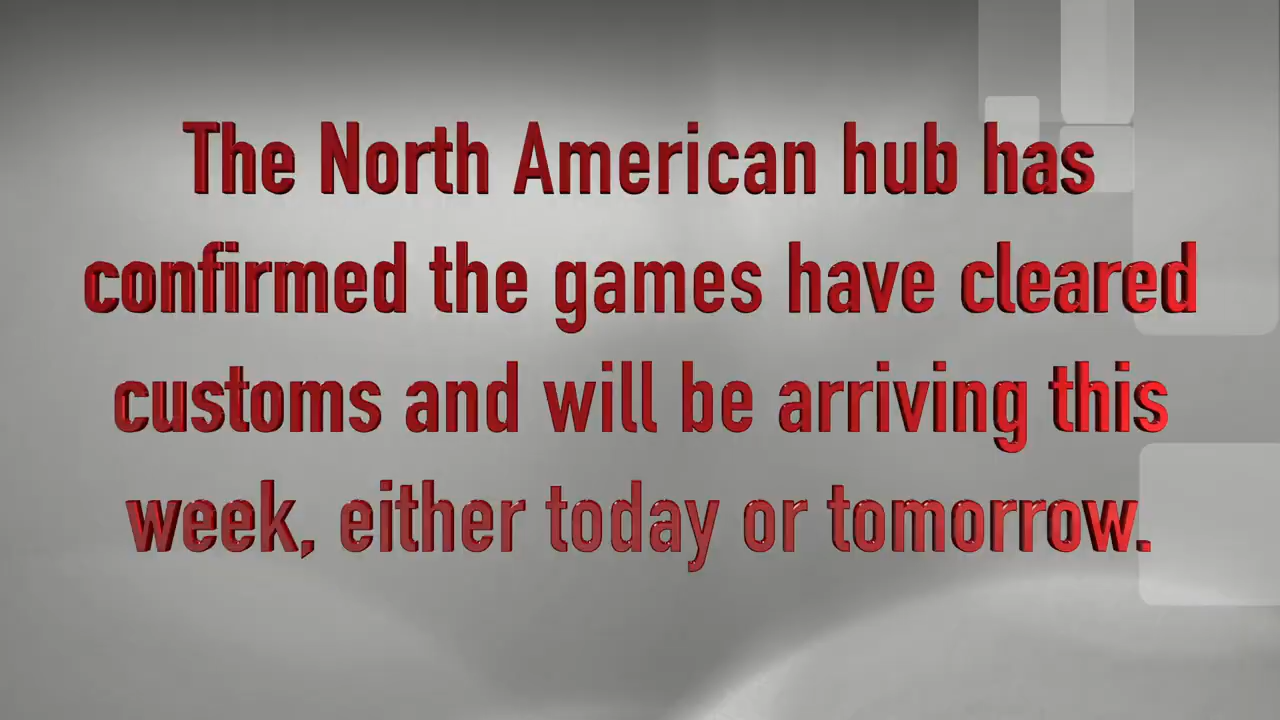 The North American hub has
confirmed the games have cleared
customs and will be arriving this
week, either today or tomorrow.